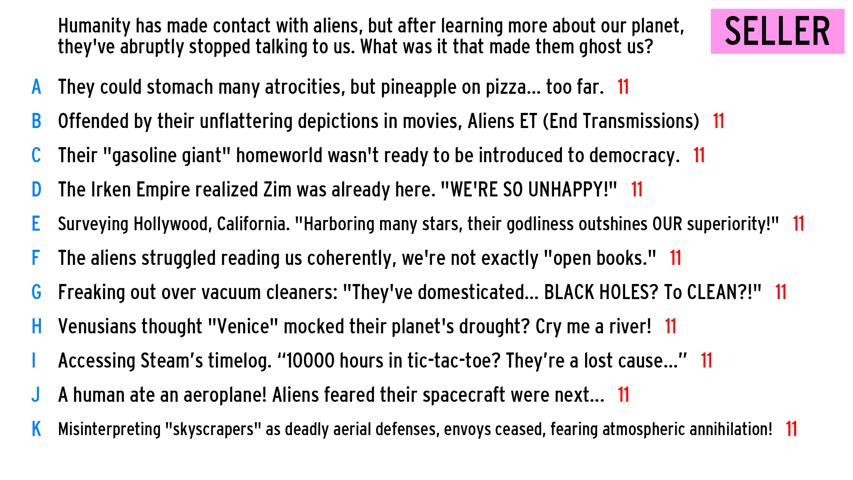 Humanity has made contact with aliens, but after learning more about our planet,
they've abruptly stopped talking to us. What was it that made them ghost us?
SELLER
A They could stomach many atrocities, but pineapple on pizza... too far. 11
B Offended by their unflattering depictions in movies, Aliens ET (End Transmissions) 11
C Their "gasoline giant" homeworld wasn't ready to be introduced to democracy. 11
D The Irken Empire realized Zim was already here. "WE'RE SO UNHAPPY!" 11
E Surveying Hollywood, California. "Harboring many stars, their godliness outshines OUR superiority!" 11
F The aliens struggled reading us coherently, we're not exactly "open books." 11
G Freaking out over vacuum cleaners: "They've domesticated... BLACK HOLES? To CLEAN?!" 11
H Venusians thought "Venice" mocked their planet's drought? Cry me a river! 11
I Accessing Steam’s timelog. “10000 hours in tic-tac-toe? They’re a lost cause...” 11
J A human ate an aeroplane! Aliens feared their spacecraft were next... 11
K Misinterpreting "skyscrapers" as deadly aerial defenses, envoys ceased, fearing atmospheric annihilation! 11